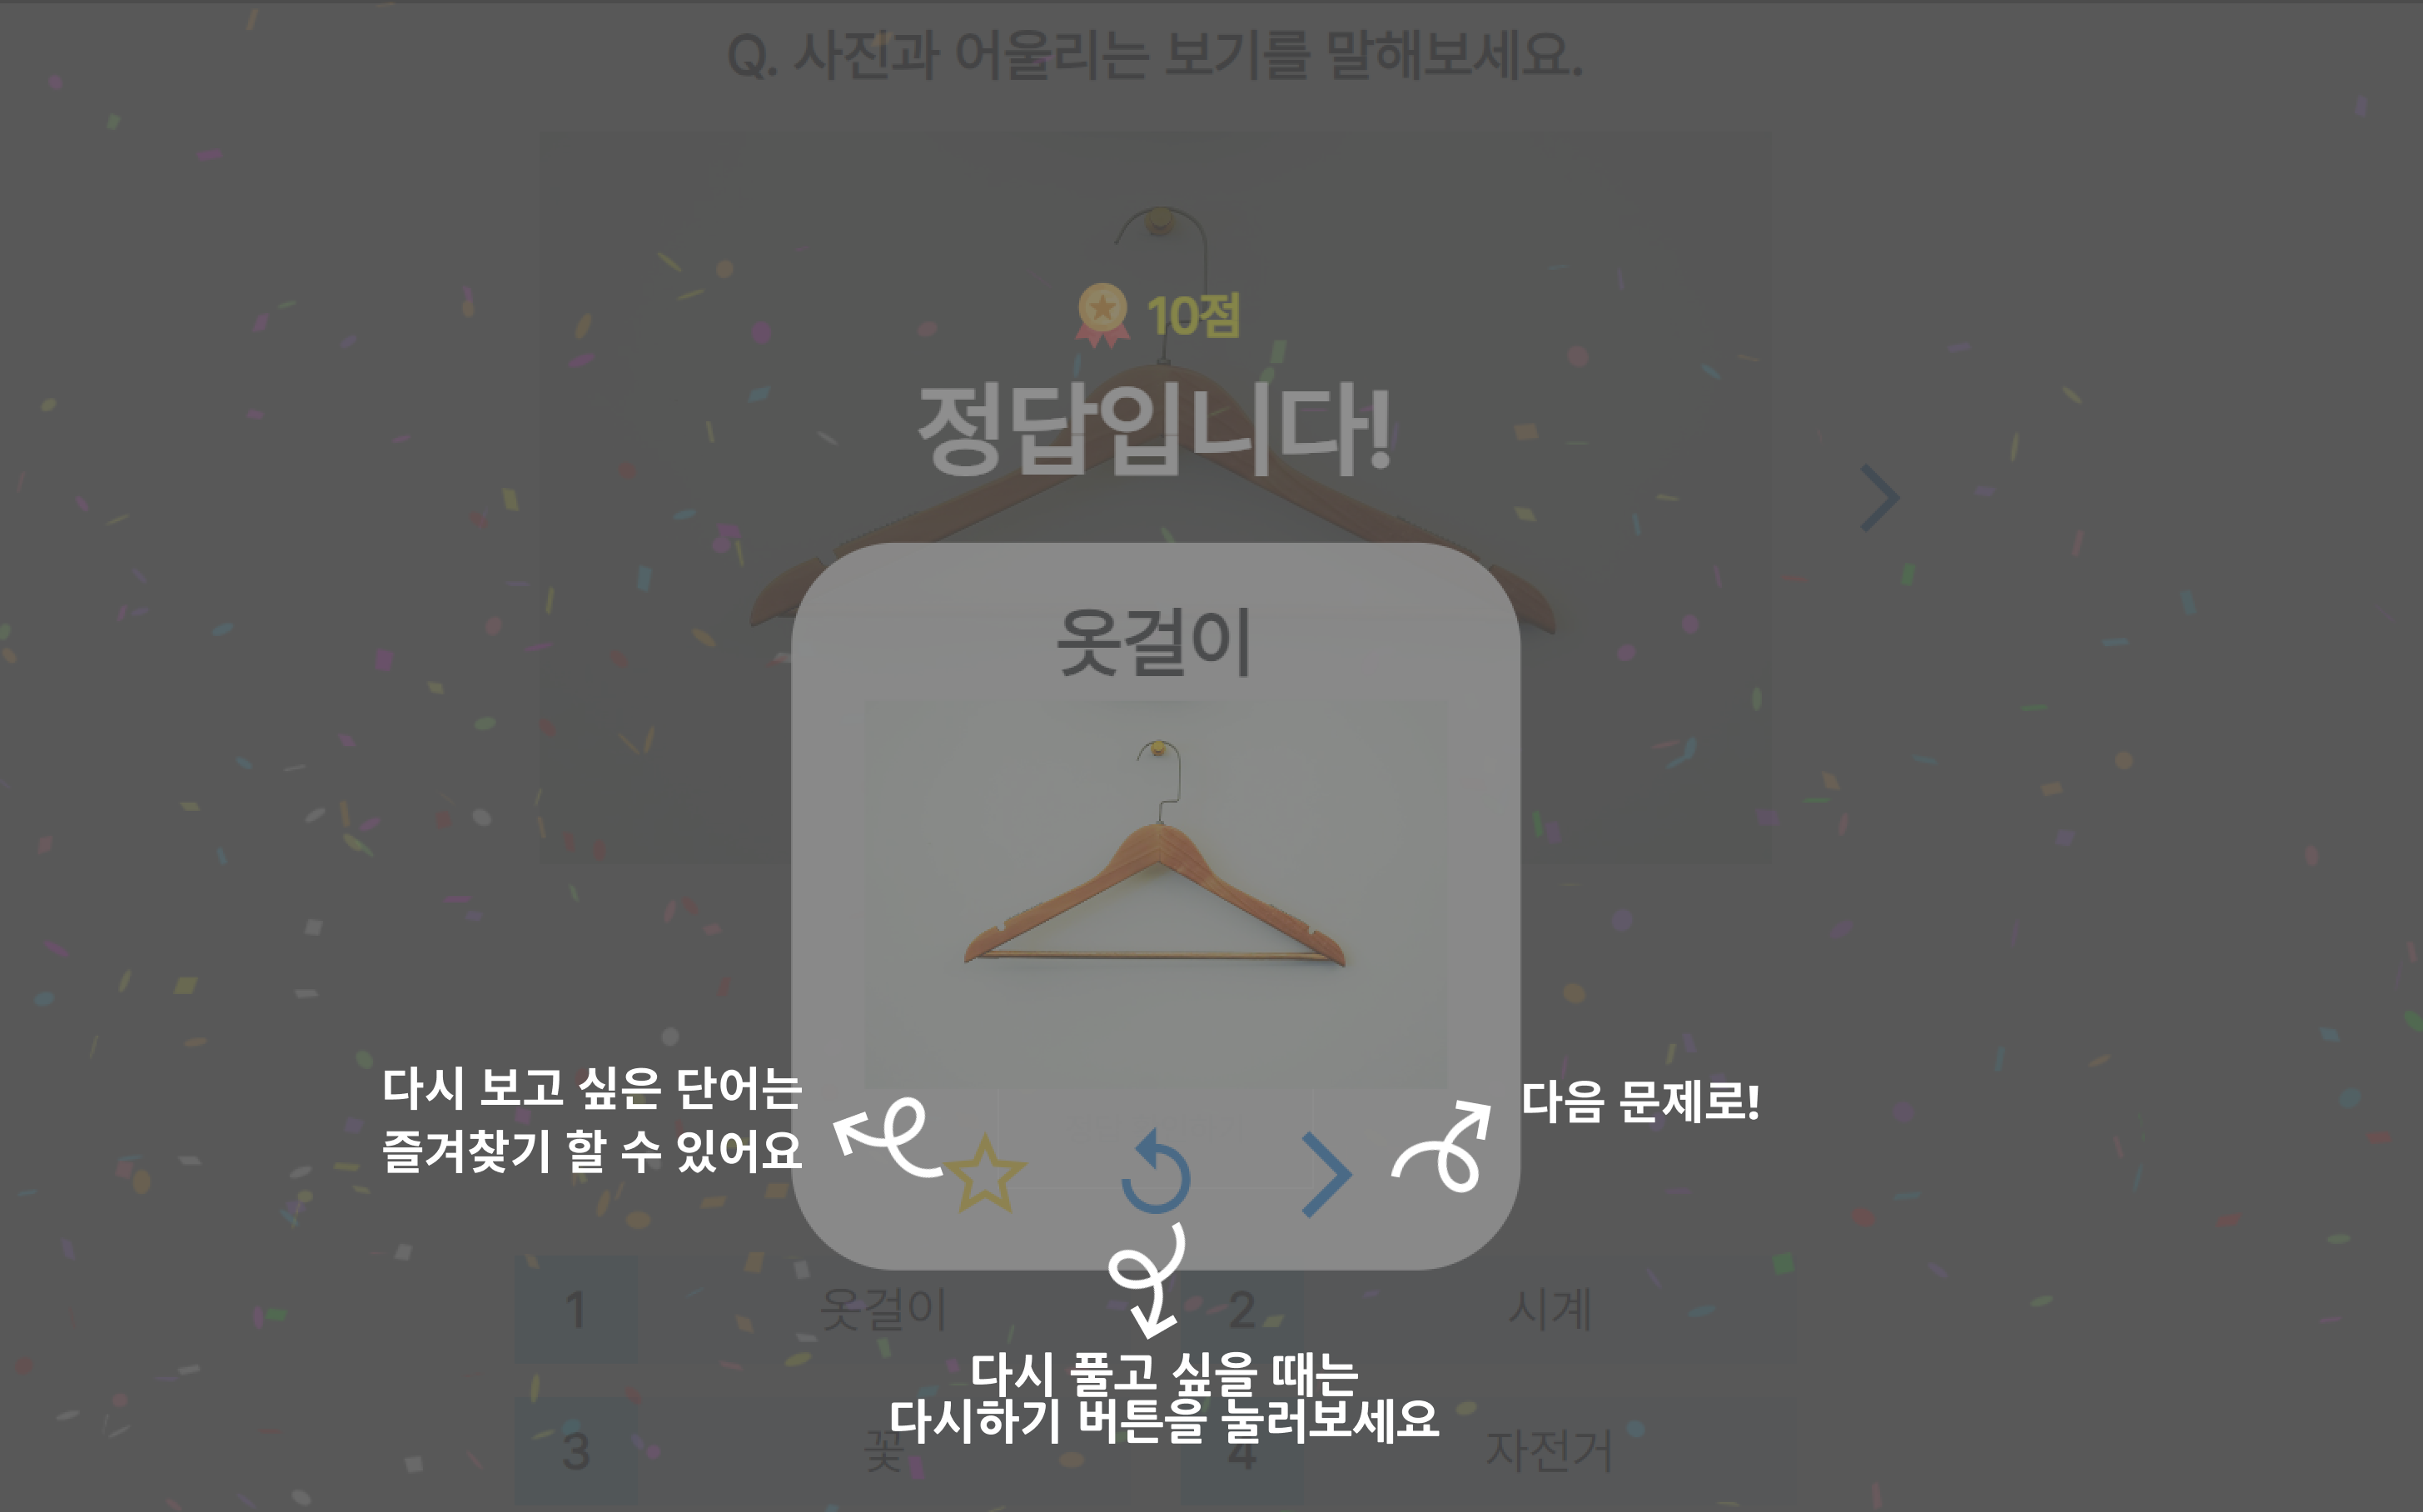 Q. 사진과 어울리는 보기를 말해보세요.
10점
정답입니다!
옷걸이
다시 보고 싶은 단어는
즐겨찾기 할 수 있어요
다음 문제로!
1 옷걸이 2 시계
다시 풀고 싶을 때는
다시하기 버튼을 눌러보세요
3 꽃 4 자전거